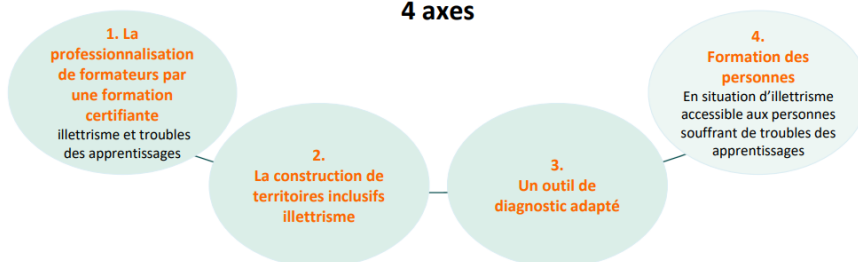 4 axes
1. La
professionnalisation
de formateurs par
une formation
certifiante
illettrisme et troubles
des apprentissages
2.
La construction de
territoires inclusifs
illettrisme
3.
Un outil de
diagnostic adapté
4.
Formation des
personnes
En situation d’illettrisme
accessible aux personnes
souffrant de troubles des
apprentissages